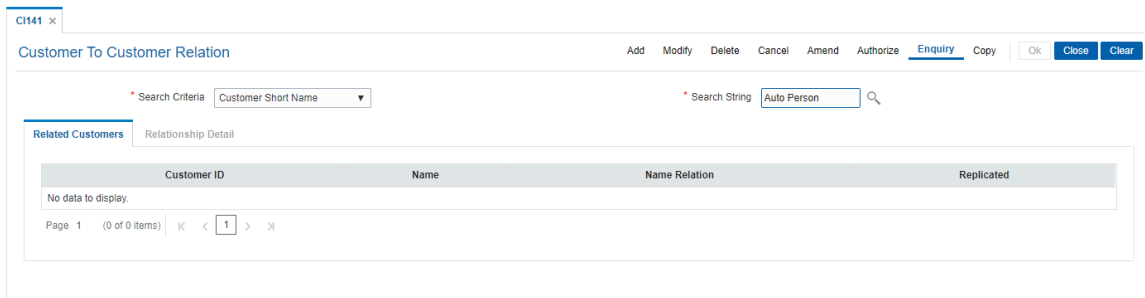 CI141 ×
Customer To Customer Relation Add Modify Delete Cancel Amend Authorize Enquiry Copy Ok Close Clear
* Search Criteria Customer Short Name * Search String Auto Person
Related Customers Relationship Detail
Customer ID Name Name Relation Replicated
No data to display.
Page 1 (0 of 0 items) 1